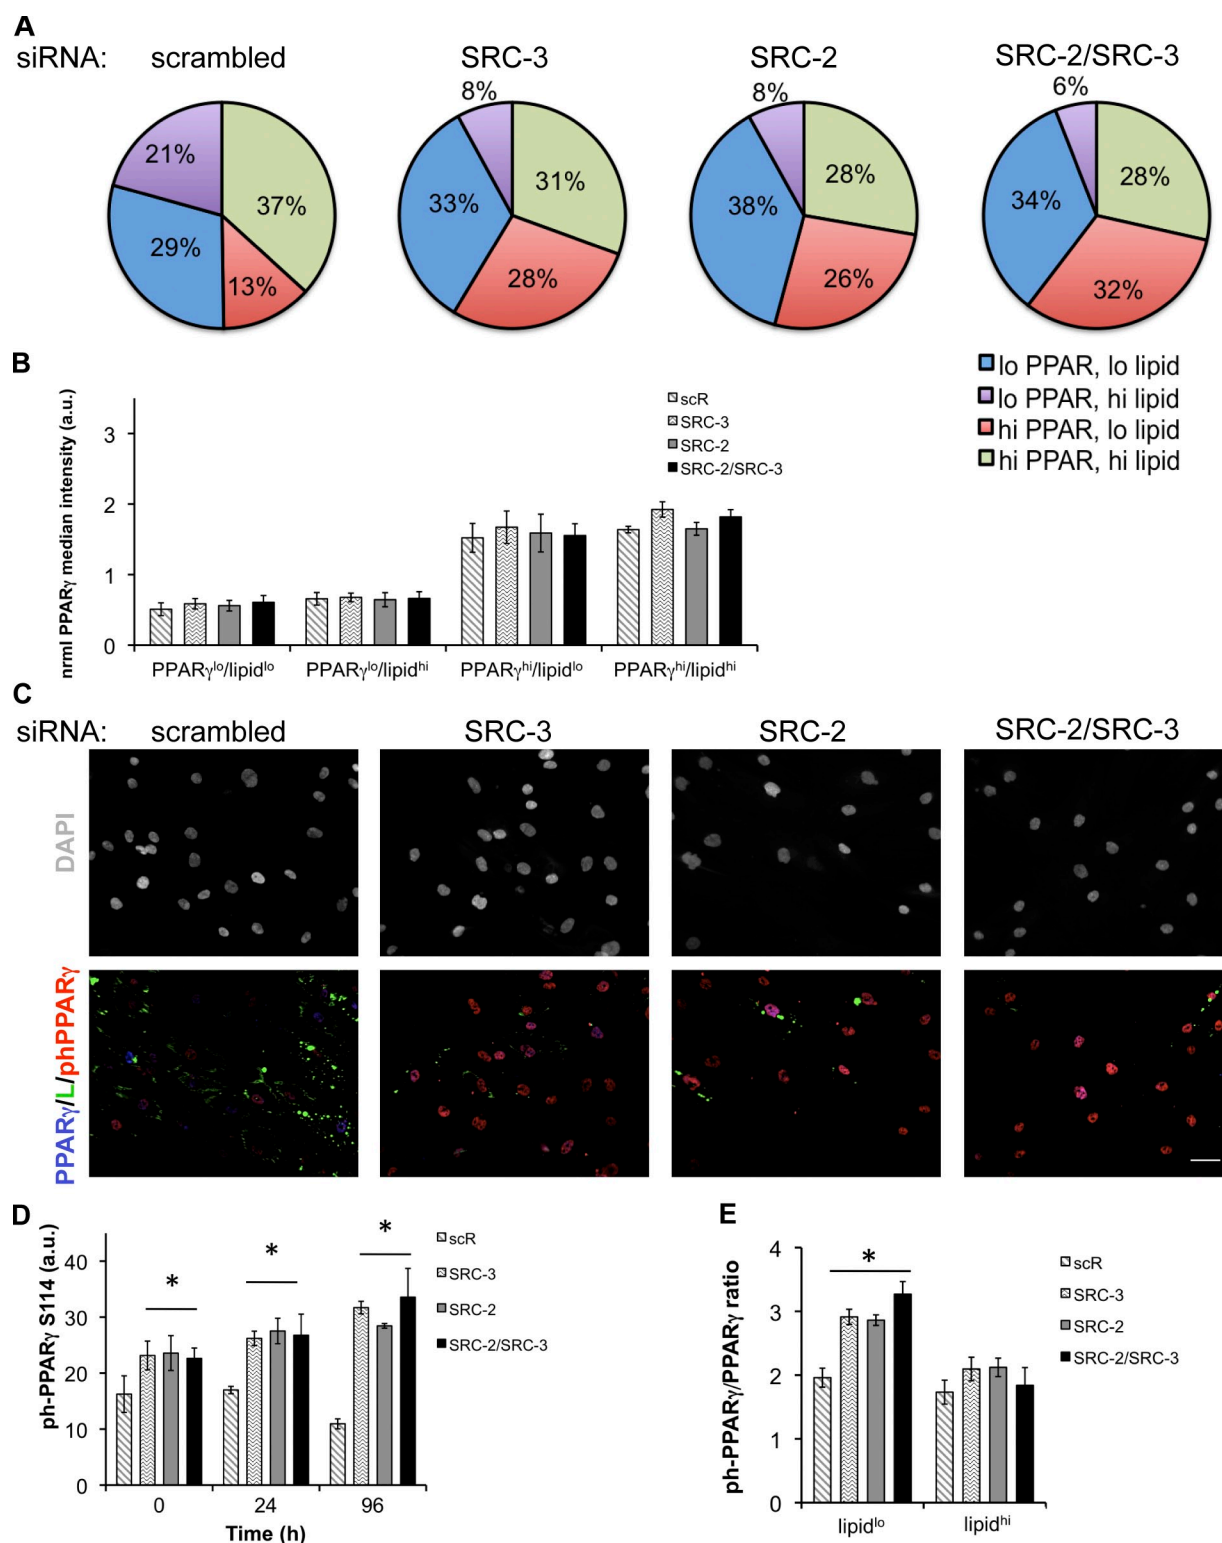 A
siRNA: scrambled SRC-3 SRC-2 SRC-2/SRC-3
8% 8% 6%
21% 37% 33% 31% 38% 28% 34% 28%
29% 13% 28% 26% 32%
lo PPAR, lo lipid
lo PPAR, hi lipid
hi PPAR, lo lipid
hi PPAR, hi lipid
B
nrml PPARγ median intensity (a.u.)
3
2
1
0
scR
SRC-3
SRC-2
SRC-2/SRC-3
PPARγlo/lipidlo PPARγlo/lipidhi PPARγhi/lipidlo PPARγhi/lipidhi
C
siRNA: scrambled SRC-3 SRC-2 SRC-2/SRC-3
DAPI
PPARγ/L/phPPARγ
D
ph-PPARγ S114 (a.u.)
40
30
20
10
0
* * *
scR
SRC-3
SRC-2
SRC-2/SRC-3
0 24 96
Time (h)
E
ph-PPARγ/PPARγ ratio
4
3
2
1
0
*
scR
SRC-3
SRC-2
SRC-2/SRC-3
lipidlo lipidhi